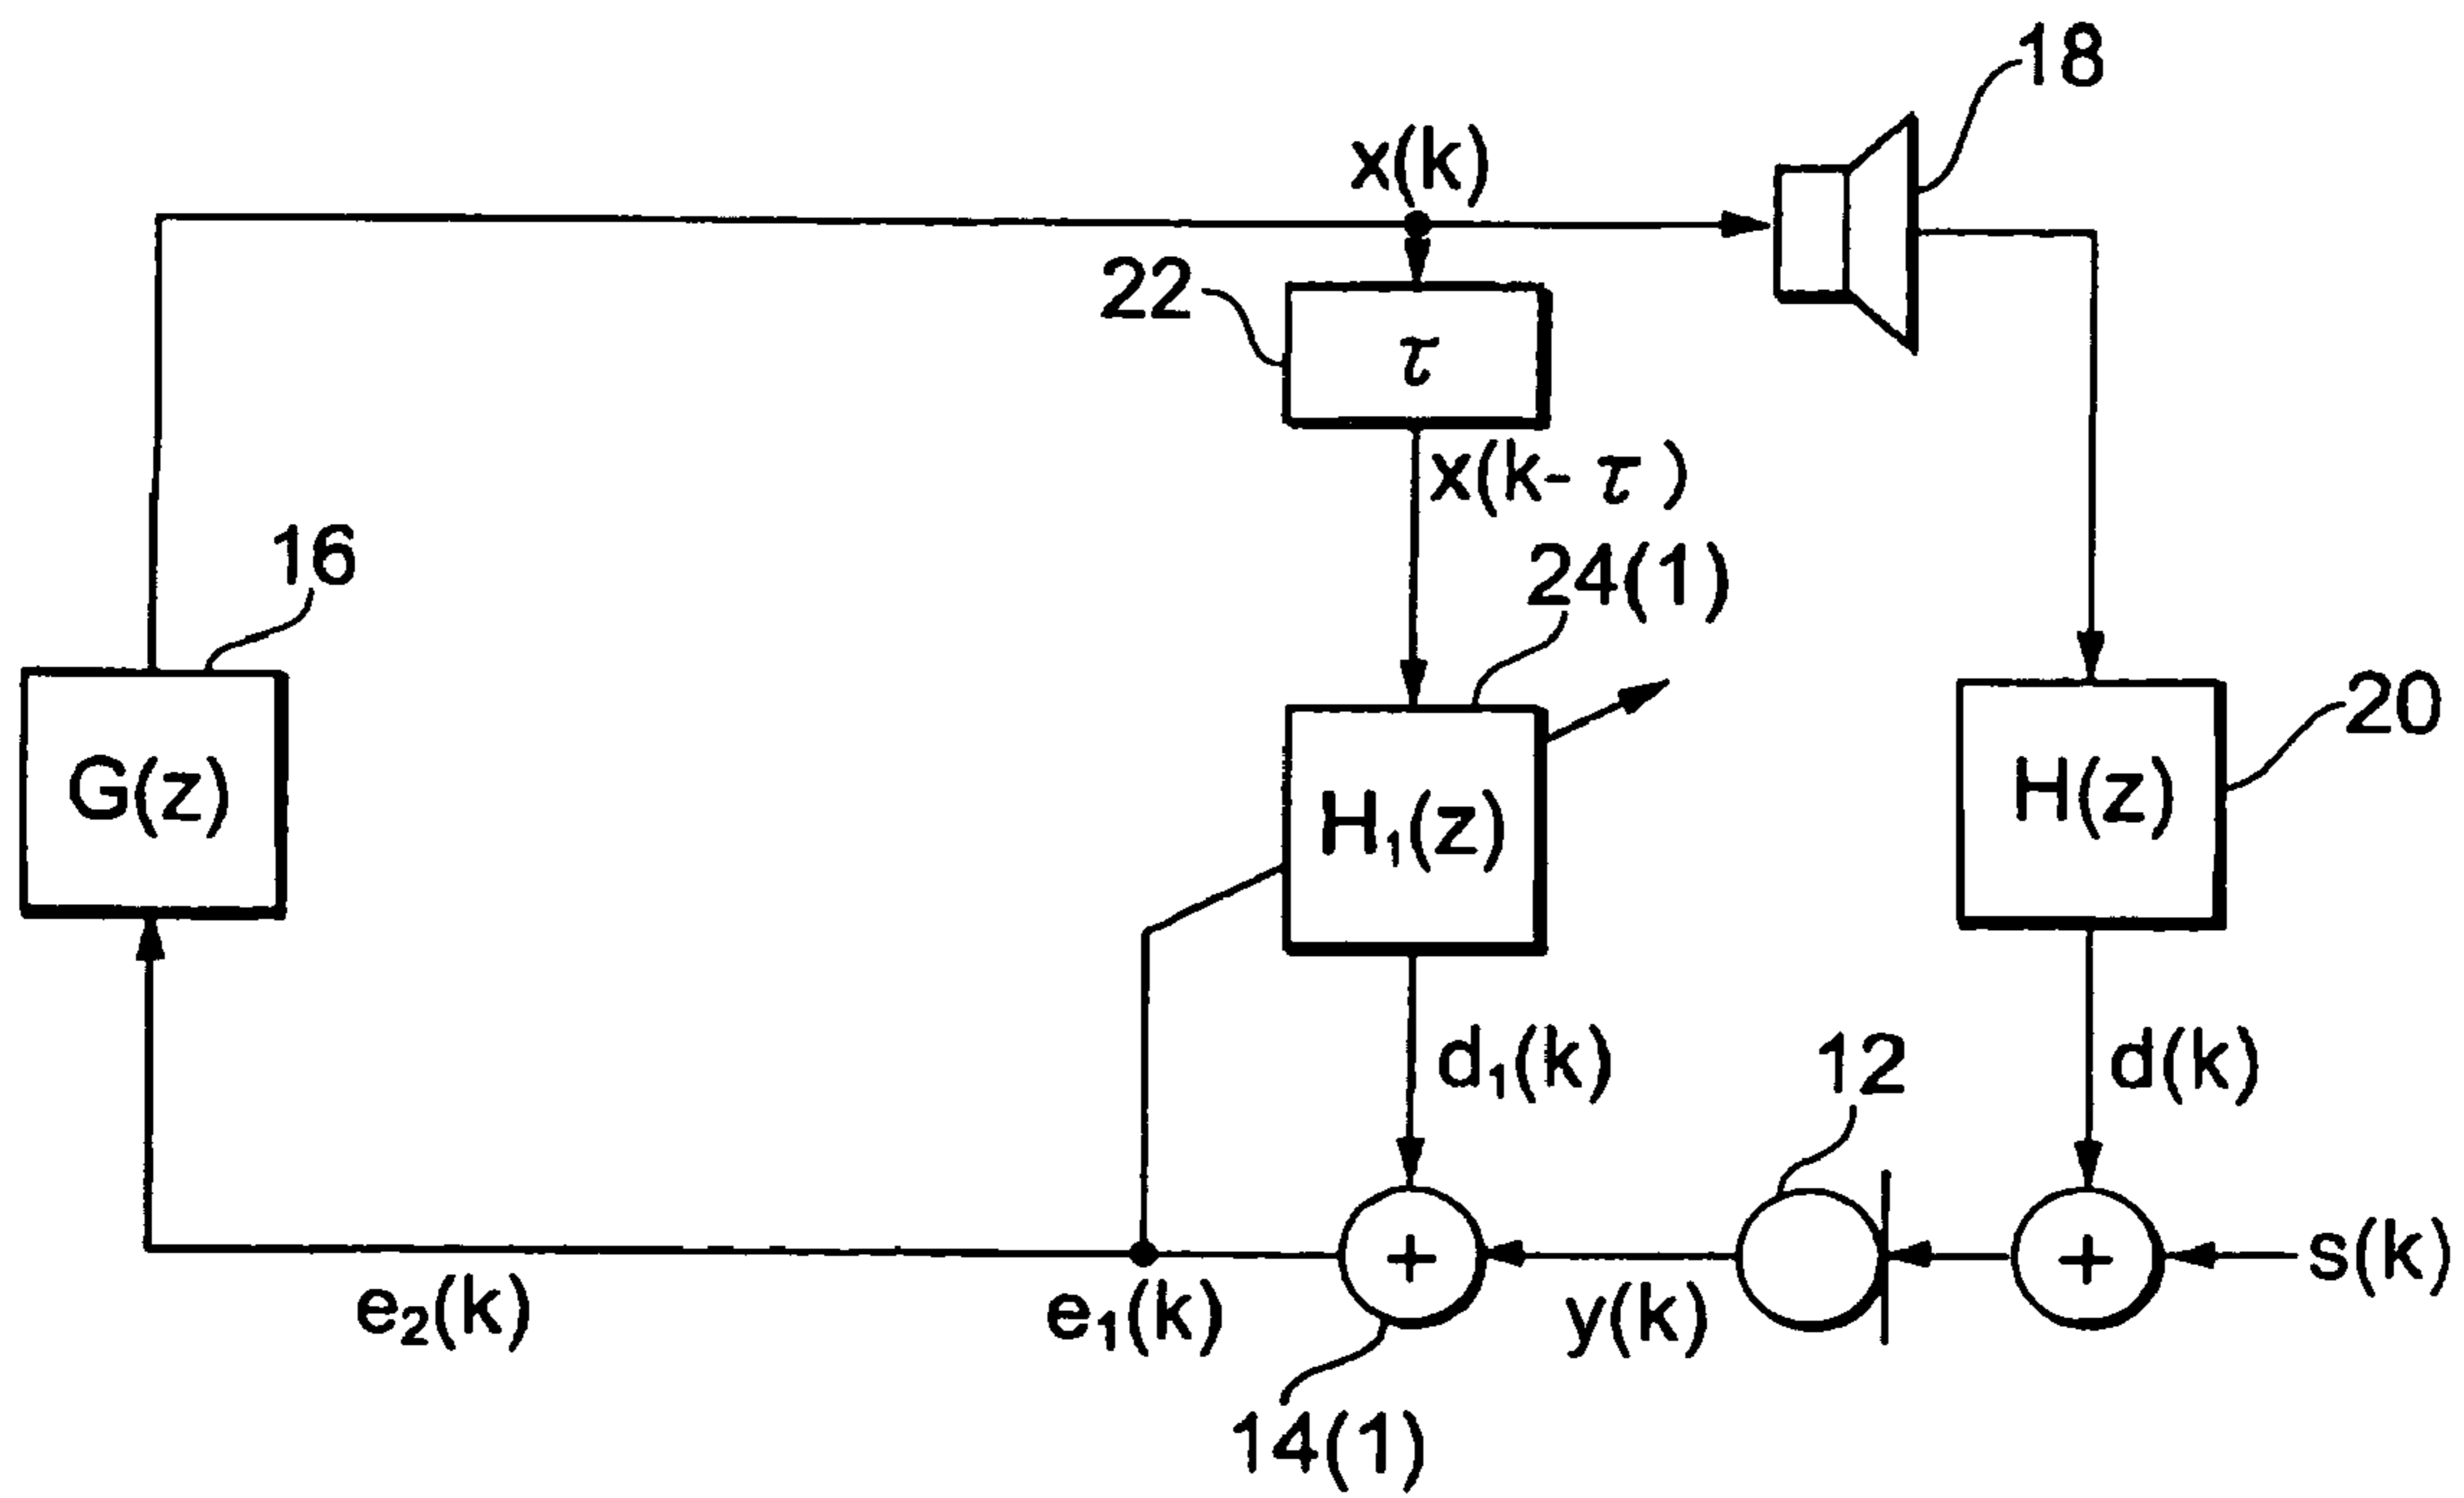 18
x(k)
22
τ
x(k- τ )
16
24(1)
20
G(z)
H₁(z)
H(z)
d₁(k)
12
d(k)
+
+
s(k)
e₂(k)
e₁(k)
y(k)
14(1)